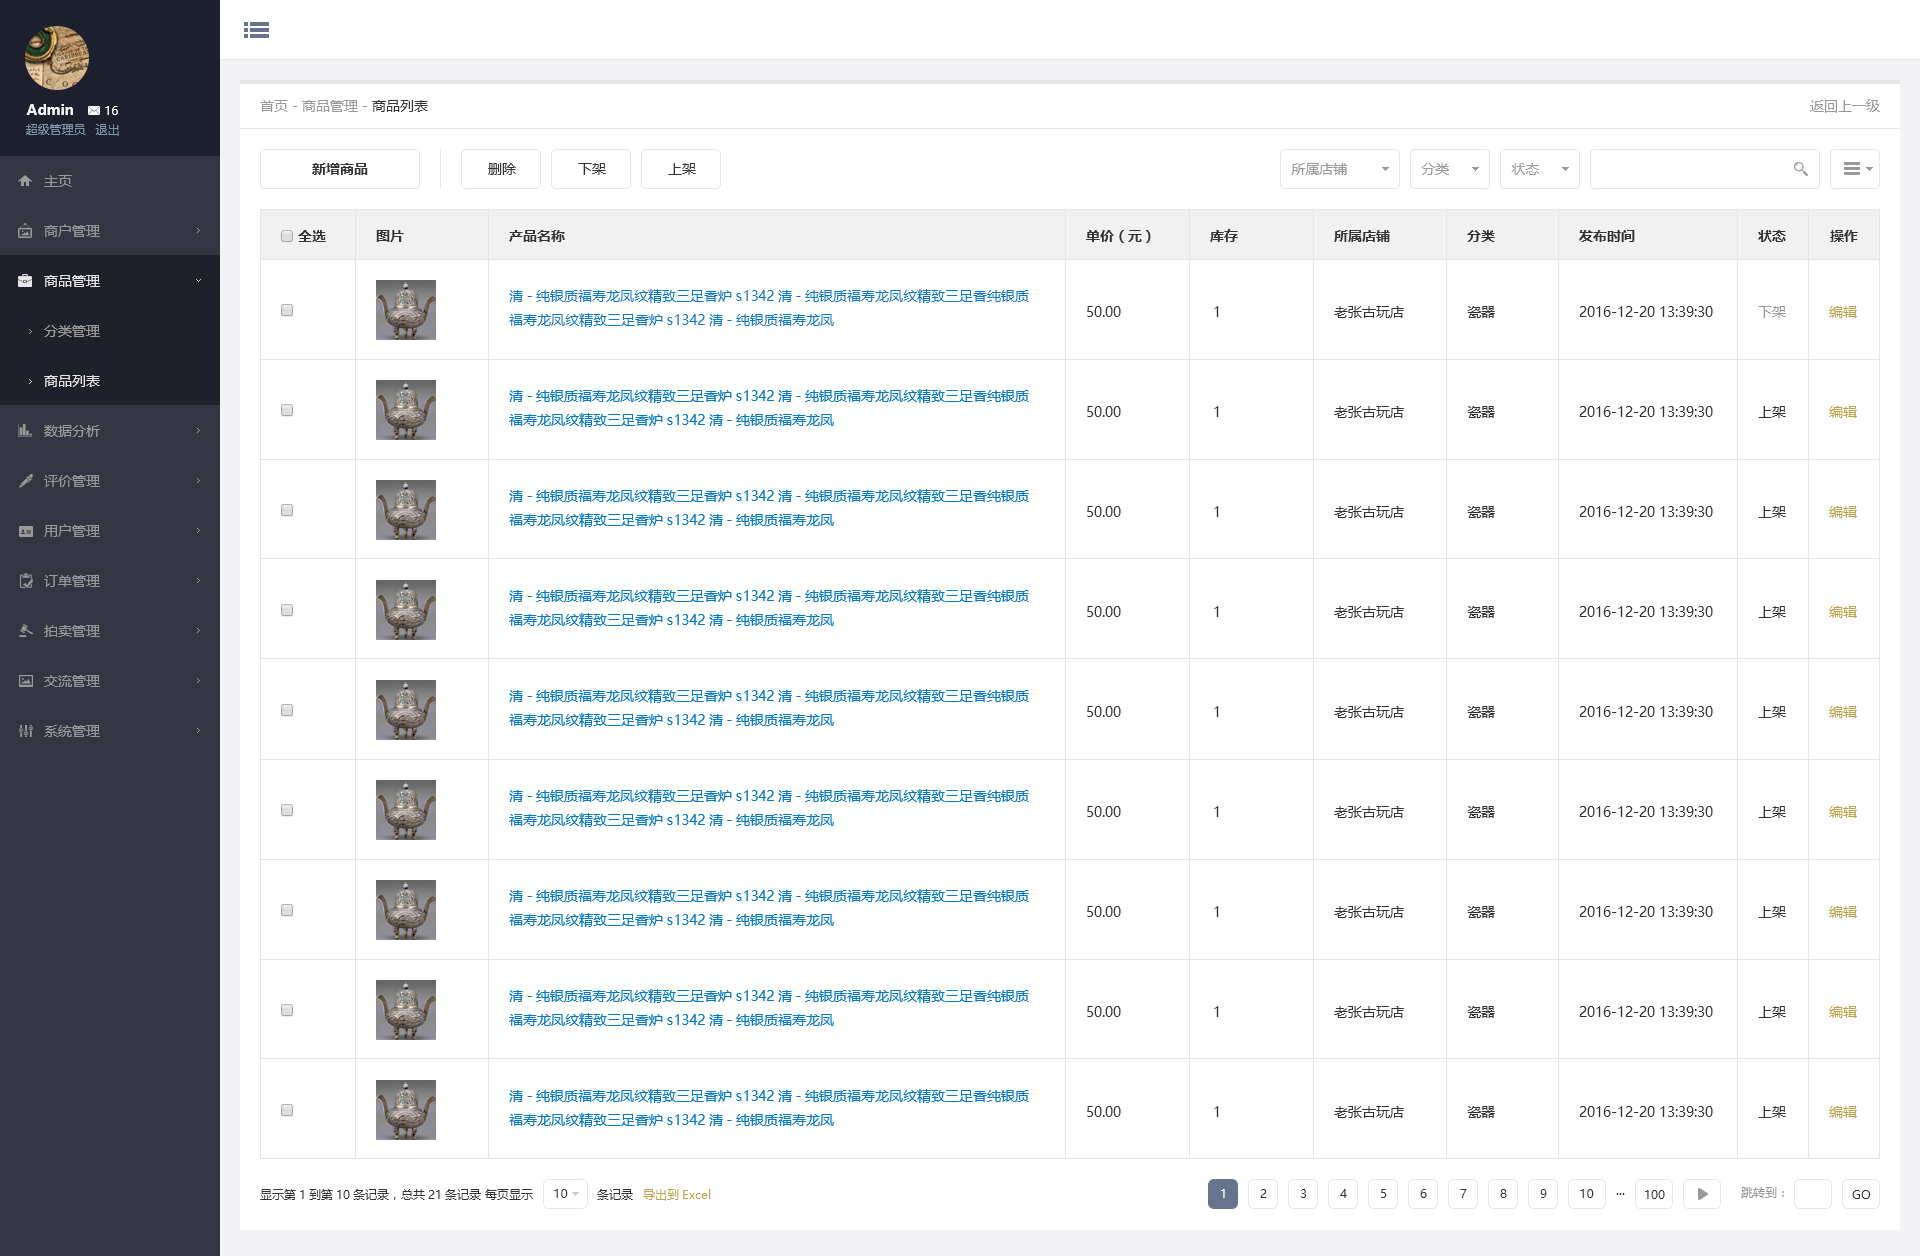 Admin 16
超级管理员 退出
主页
商户管理
商品管理
分类管理
商品列表
数据分析
评价管理
用户管理
订单管理
拍卖管理
交流管理
系统管理
首页 - 商品管理 - 商品列表
返回上一级
新增商品 删除 下架 上架 所属店铺 分类 状态
全选 图片 产品名称 单价（元） 库存 所属店铺 分类 发布时间 状态 操作
清 - 纯银质福寿龙凤纹精致三足香炉 s1342 清 - 纯银质福寿龙凤纹精致三足香纯银质
福寿龙凤纹精致三足香炉 s1342 清 - 纯银质福寿龙凤
50.00 1 老张古玩店 瓷器 2016-12-20 13:39:30 下架 编辑
清 - 纯银质福寿龙凤纹精致三足香炉 s1342 清 - 纯银质福寿龙凤纹精致三足香纯银质
福寿龙凤纹精致三足香炉 s1342 清 - 纯银质福寿龙凤
50.00 1 老张古玩店 瓷器 2016-12-20 13:39:30 上架 编辑
清 - 纯银质福寿龙凤纹精致三足香炉 s1342 清 - 纯银质福寿龙凤纹精致三足香纯银质
福寿龙凤纹精致三足香炉 s1342 清 - 纯银质福寿龙凤
50.00 1 老张古玩店 瓷器 2016-12-20 13:39:30 上架 编辑
清 - 纯银质福寿龙凤纹精致三足香炉 s1342 清 - 纯银质福寿龙凤纹精致三足香纯银质
福寿龙凤纹精致三足香炉 s1342 清 - 纯银质福寿龙凤
50.00 1 老张古玩店 瓷器 2016-12-20 13:39:30 上架 编辑
清 - 纯银质福寿龙凤纹精致三足香炉 s1342 清 - 纯银质福寿龙凤纹精致三足香纯银质
福寿龙凤纹精致三足香炉 s1342 清 - 纯银质福寿龙凤
50.00 1 老张古玩店 瓷器 2016-12-20 13:39:30 上架 编辑
清 - 纯银质福寿龙凤纹精致三足香炉 s1342 清 - 纯银质福寿龙凤纹精致三足香纯银质
福寿龙凤纹精致三足香炉 s1342 清 - 纯银质福寿龙凤
50.00 1 老张古玩店 瓷器 2016-12-20 13:39:30 上架 编辑
清 - 纯银质福寿龙凤纹精致三足香炉 s1342 清 - 纯银质福寿龙凤纹精致三足香纯银质
福寿龙凤纹精致三足香炉 s1342 清 - 纯银质福寿龙凤
50.00 1 老张古玩店 瓷器 2016-12-20 13:39:30 上架 编辑
清 - 纯银质福寿龙凤纹精致三足香炉 s1342 清 - 纯银质福寿龙凤纹精致三足香纯银质
福寿龙凤纹精致三足香炉 s1342 清 - 纯银质福寿龙凤
50.00 1 老张古玩店 瓷器 2016-12-20 13:39:30 上架 编辑
清 - 纯银质福寿龙凤纹精致三足香炉 s1342 清 - 纯银质福寿龙凤纹精致三足香纯银质
福寿龙凤纹精致三足香炉 s1342 清 - 纯银质福寿龙凤
50.00 1 老张古玩店 瓷器 2016-12-20 13:39:30 上架 编辑
显示第 1 到第 10 条记录，总共 21 条记录 每页显示 10 条记录 导出到 Excel
1 2 3 4 5 6 7 8 9 10 ··· 100 跳转到： GO